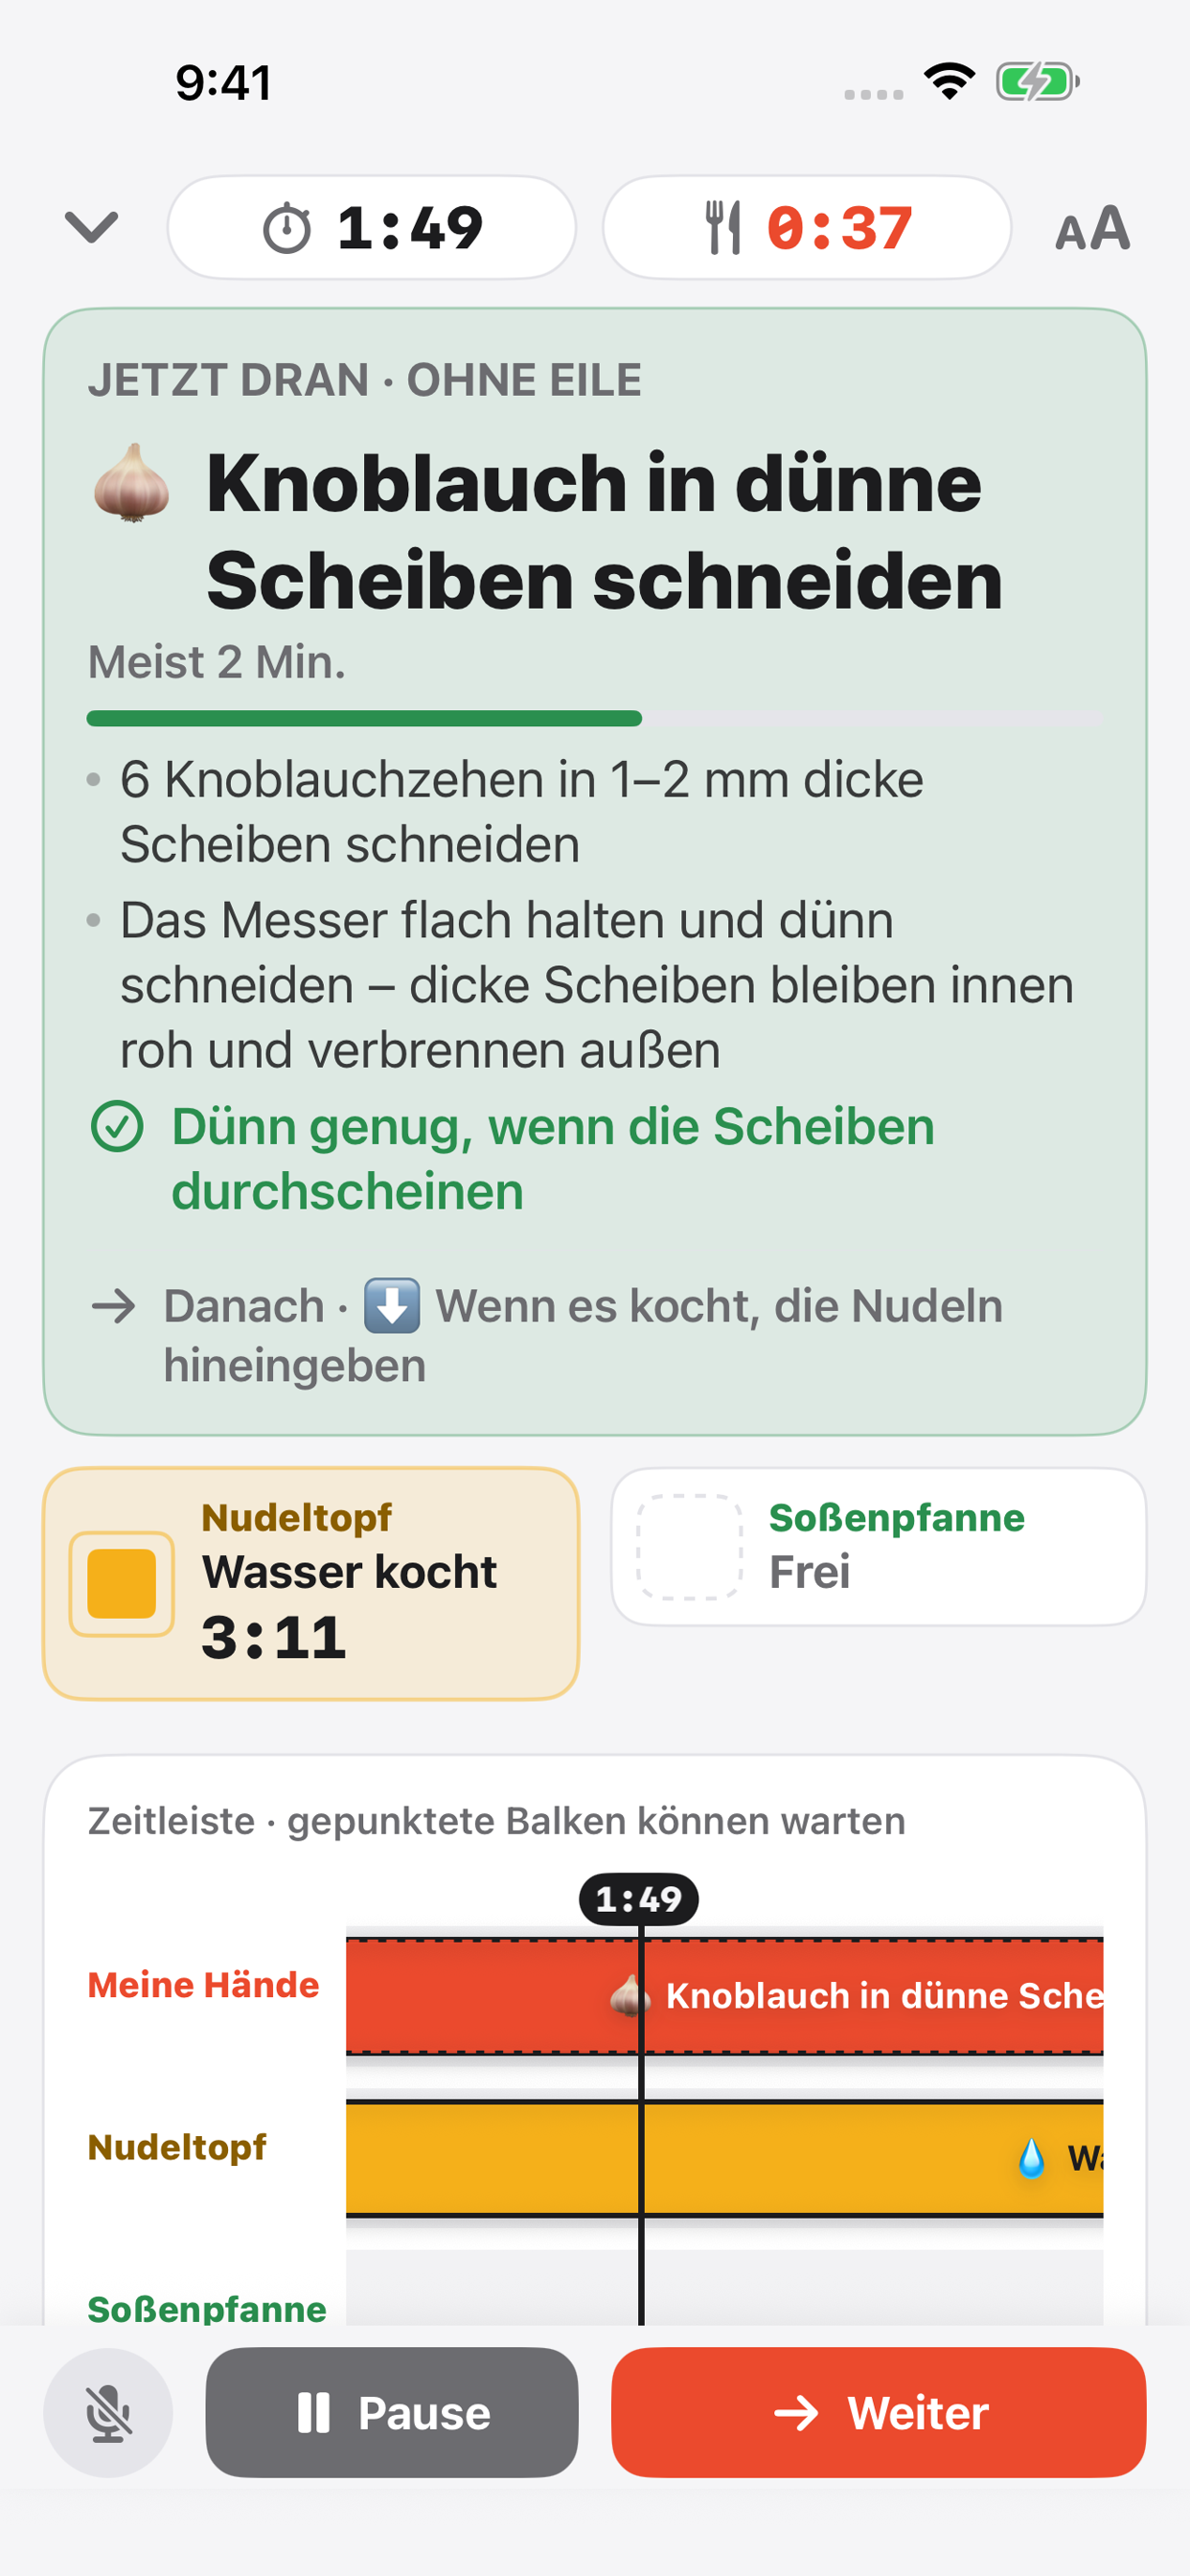 9:41
1:49
0:37
AA
JETZT DRAN · OHNE EILE
Knoblauch in dünne
Scheiben schneiden
Meist 2 Min.
• 6 Knoblauchzehen in 1–2 mm dicke
Scheiben schneiden
• Das Messer flach halten und dünn
schneiden – dicke Scheiben bleiben innen
roh und verbrennen außen
Dünn genug, wenn die Scheiben
durchscheinen
→ Danach · ⬇️ Wenn es kocht, die Nudeln
hineingeben
Nudeltopf
Wasser kocht
3:11
Soßenpfanne
Frei
Zeitleiste · gepunktete Balken können warten
1:49
Meine Hände
Knoblauch in dünne Sche
Nudeltopf
Wa
Soßenpfanne
Pause
→ Weiter